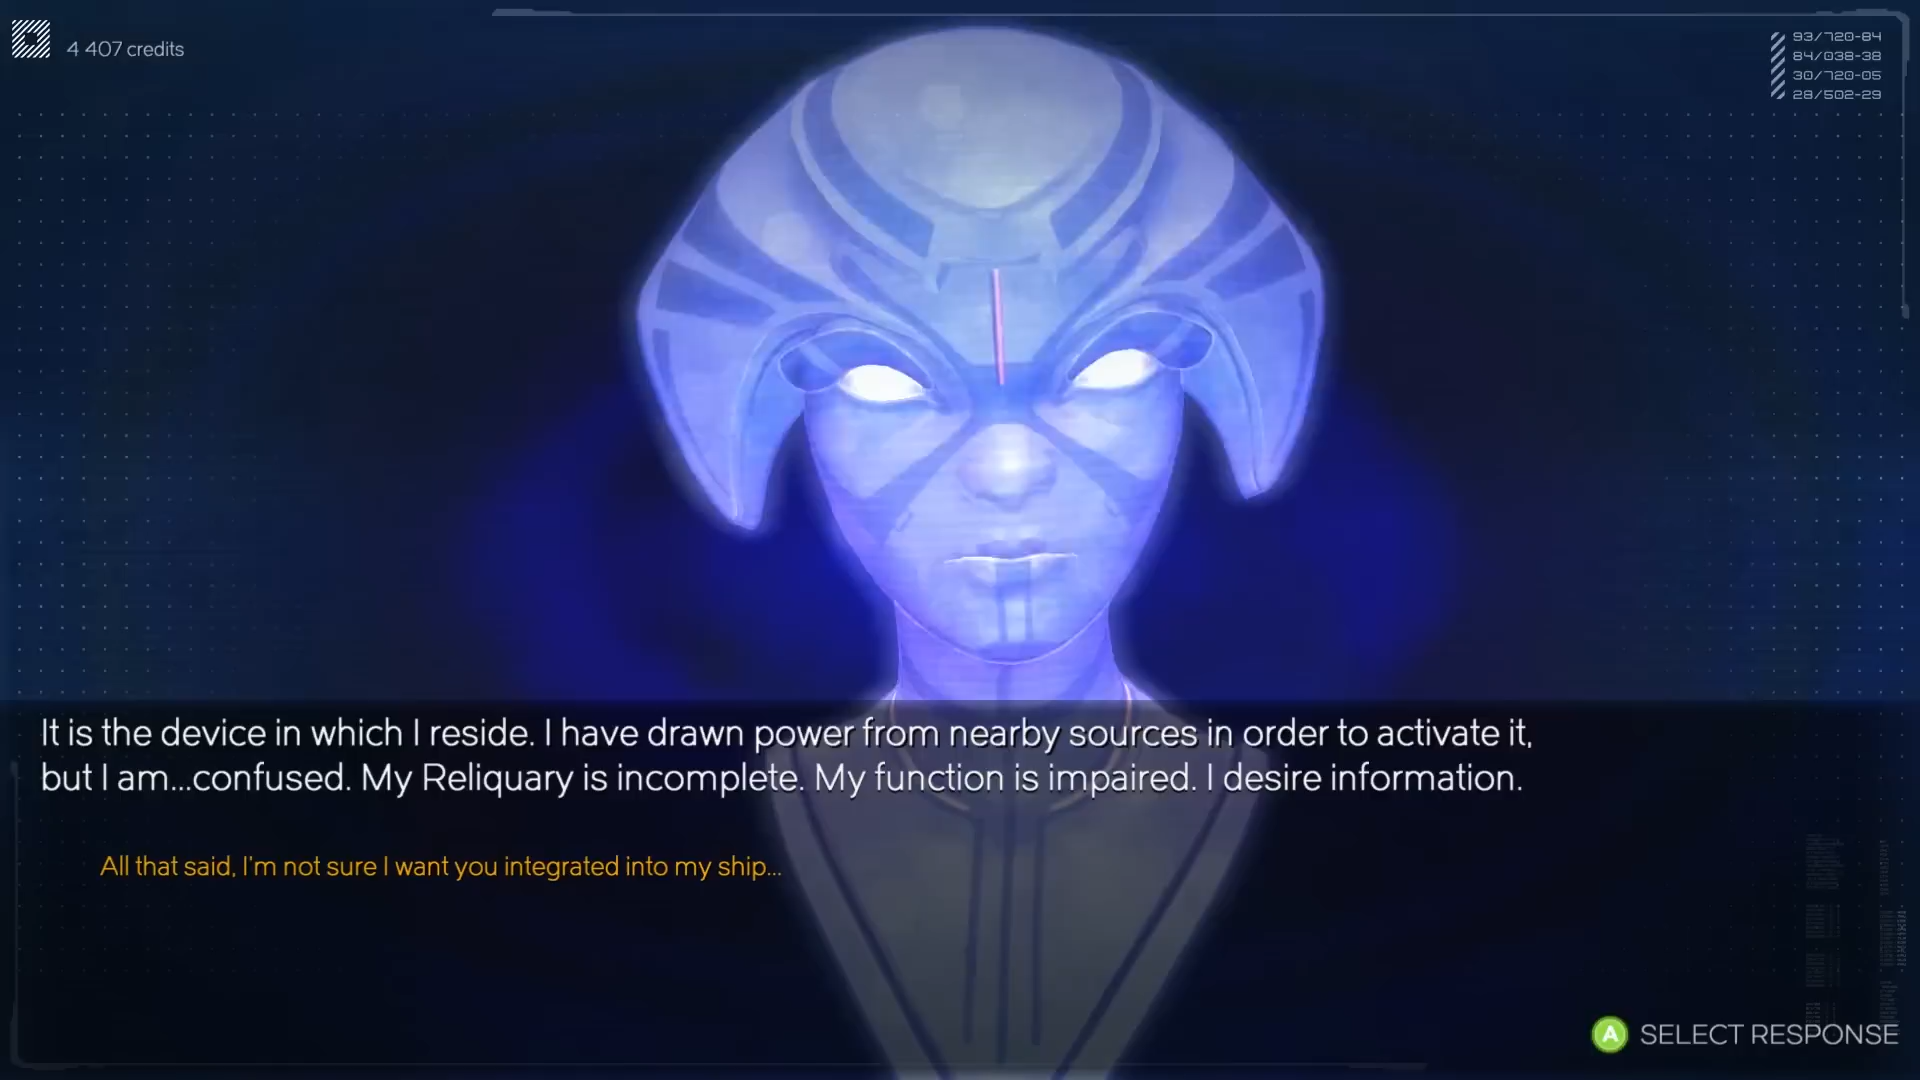 4 407 credits
93/720-84
84/038-38
30/720-05
28/502-29
It is the device in which I reside. I have drawn power from nearby sources in order to activate it,
but I am...confused. My Reliquary is incomplete. My function is impaired. I desire information.
All that said, I'm not sure I want you integrated into my ship...
A SELECT RESPONSE